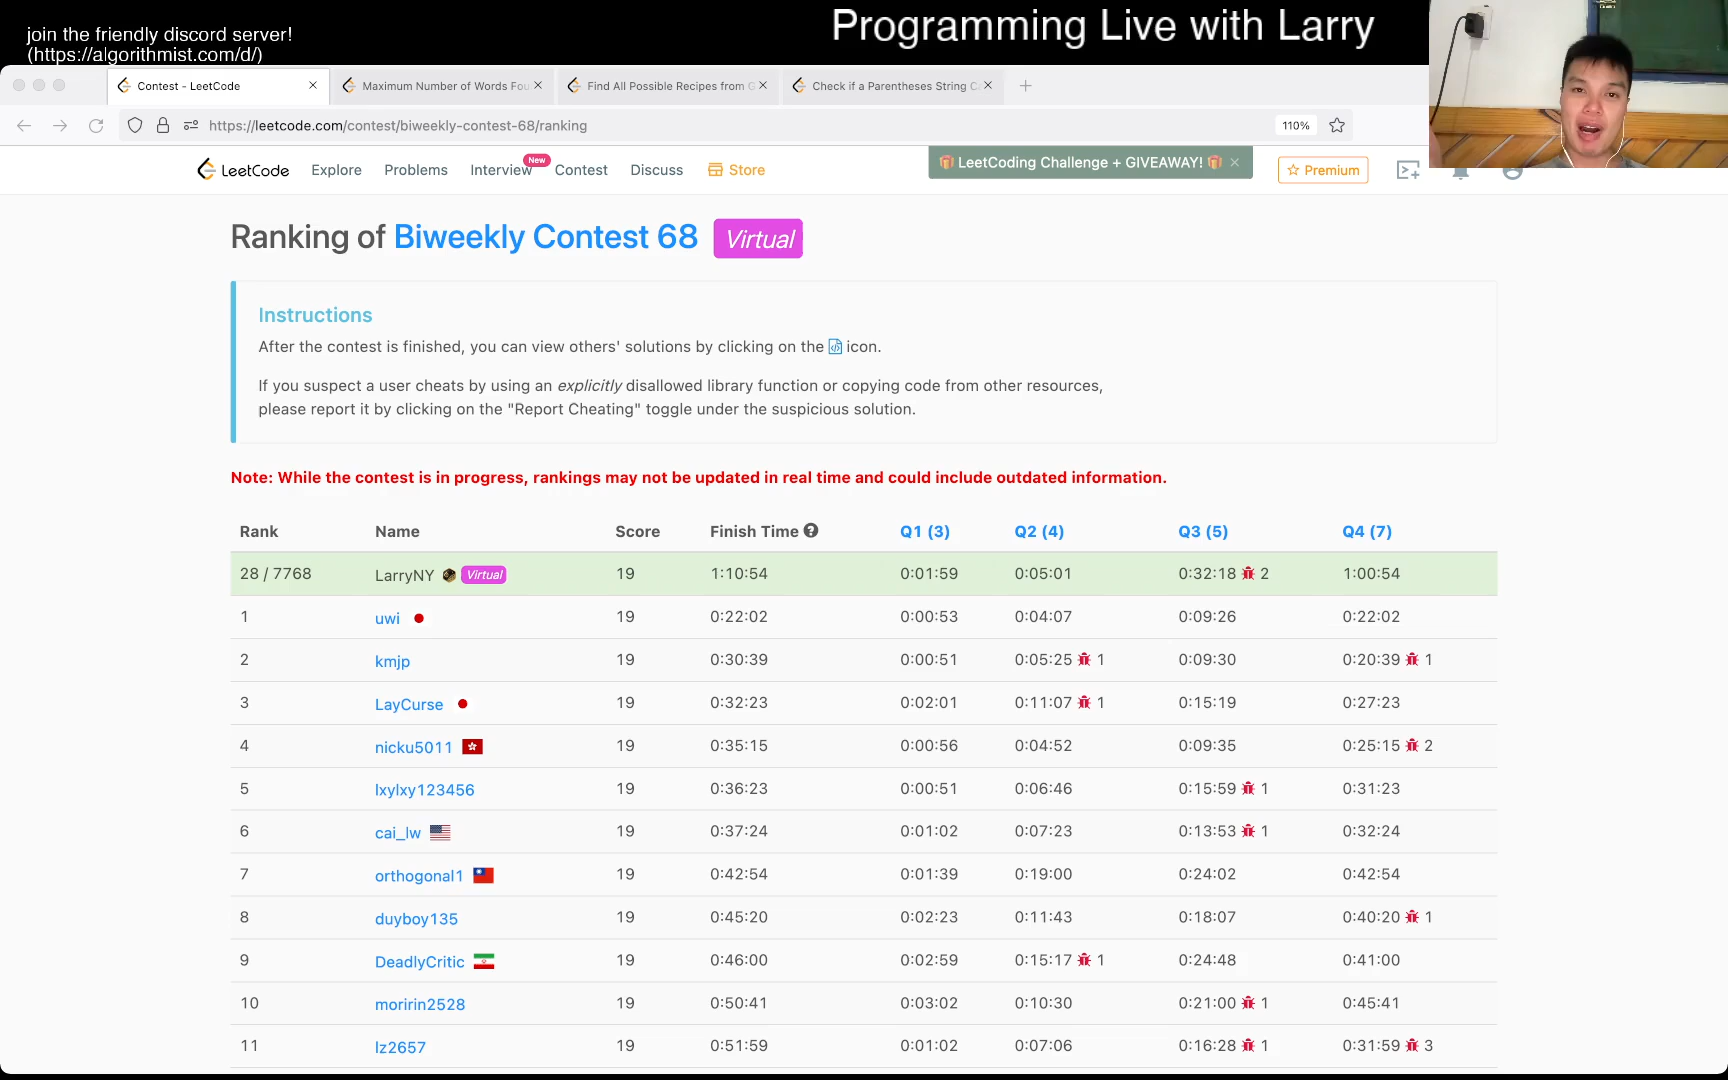 join the friendly discord server!
(https://algorithmist.com/d/)
Programming Live with Larry
Contest - LeetCode
Maximum Number of Words Fou
Find All Possible Recipes from G
Check if a Parentheses String C
https://leetcode.com/contest/biweekly-contest-68/ranking
110%
LeetCode
Explore
Problems
Interview
New
Contest
Discuss
Store
LeetCoding Challenge + GIVEAWAY!
Premium
Ranking of Biweekly Contest 68 Virtual
Instructions
After the contest is finished, you can view others' solutions by clicking on the icon.
If you suspect a user cheats by using an explicitly disallowed library function or copying code from other resources,
please report it by clicking on the "Report Cheating" toggle under the suspicious solution.
Note: While the contest is in progress, rankings may not be updated in real time and could include outdated information.
Rank Name Score Finish Time Q1 (3) Q2 (4) Q3 (5) Q4 (7)
28 / 7768 LarryNY Virtual 19 1:10:54 0:01:59 0:05:01 0:32:18 2 1:00:54
1 uwi 19 0:22:02 0:00:53 0:04:07 0:09:26 0:22:02
2 kmjp 19 0:30:39 0:00:51 0:05:25 1 0:09:30 0:20:39 1
3 LayCurse 19 0:32:23 0:02:01 0:11:07 1 0:15:19 0:27:23
4 nicku5011 19 0:35:15 0:00:56 0:04:52 0:09:35 0:25:15 2
5 lxylxy123456 19 0:36:23 0:00:51 0:06:46 0:15:59 1 0:31:23
6 cai_lw 19 0:37:24 0:01:02 0:07:23 0:13:53 1 0:32:24
7 orthogonal1 19 0:42:54 0:01:39 0:19:00 0:24:02 0:42:54
8 duyboy135 19 0:45:20 0:02:23 0:11:43 0:18:07 0:40:20 1
9 DeadlyCritic 19 0:46:00 0:02:59 0:15:17 1 0:24:48 0:41:00
10 moririn2528 19 0:50:41 0:03:02 0:10:30 0:21:00 1 0:45:41
11 lz2657 19 0:51:59 0:01:02 0:07:06 0:16:28 1 0:31:59 3